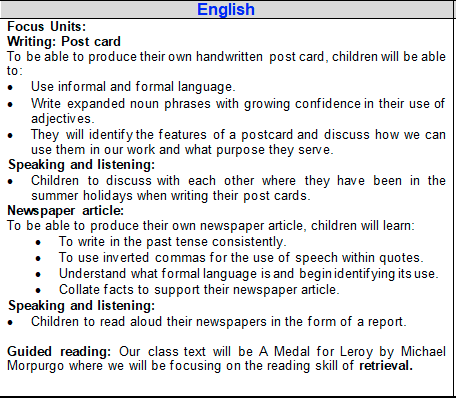 English
Focus Units:
Writing: Post card
To be able to produce their own handwritten post card, children will be able
to:
• Use informal and formal language.
• Write expanded noun phrases with growing confidence in their use of
adjectives.
• They will identify the features of a postcard and discuss how we can
use them in our work and what purpose they serve.
Speaking and listening:
• Children to discuss with each other where they have been in the
summer holidays when writing their post cards.
Newspaper article:
To be able to produce their own newspaper article, children will learn:
• To write in the past tense consistently.
• To use inverted commas for the use of speech within quotes.
• Understand what formal language is and begin identifying its use.
• Collate facts to support their newspaper article.
Speaking and listening:
• Children to read aloud their newspapers in the form of a report.
Guided reading: Our class text will be A Medal for Leroy by Michael
Morpurgo where we will be focusing on the reading skill of retrieval.